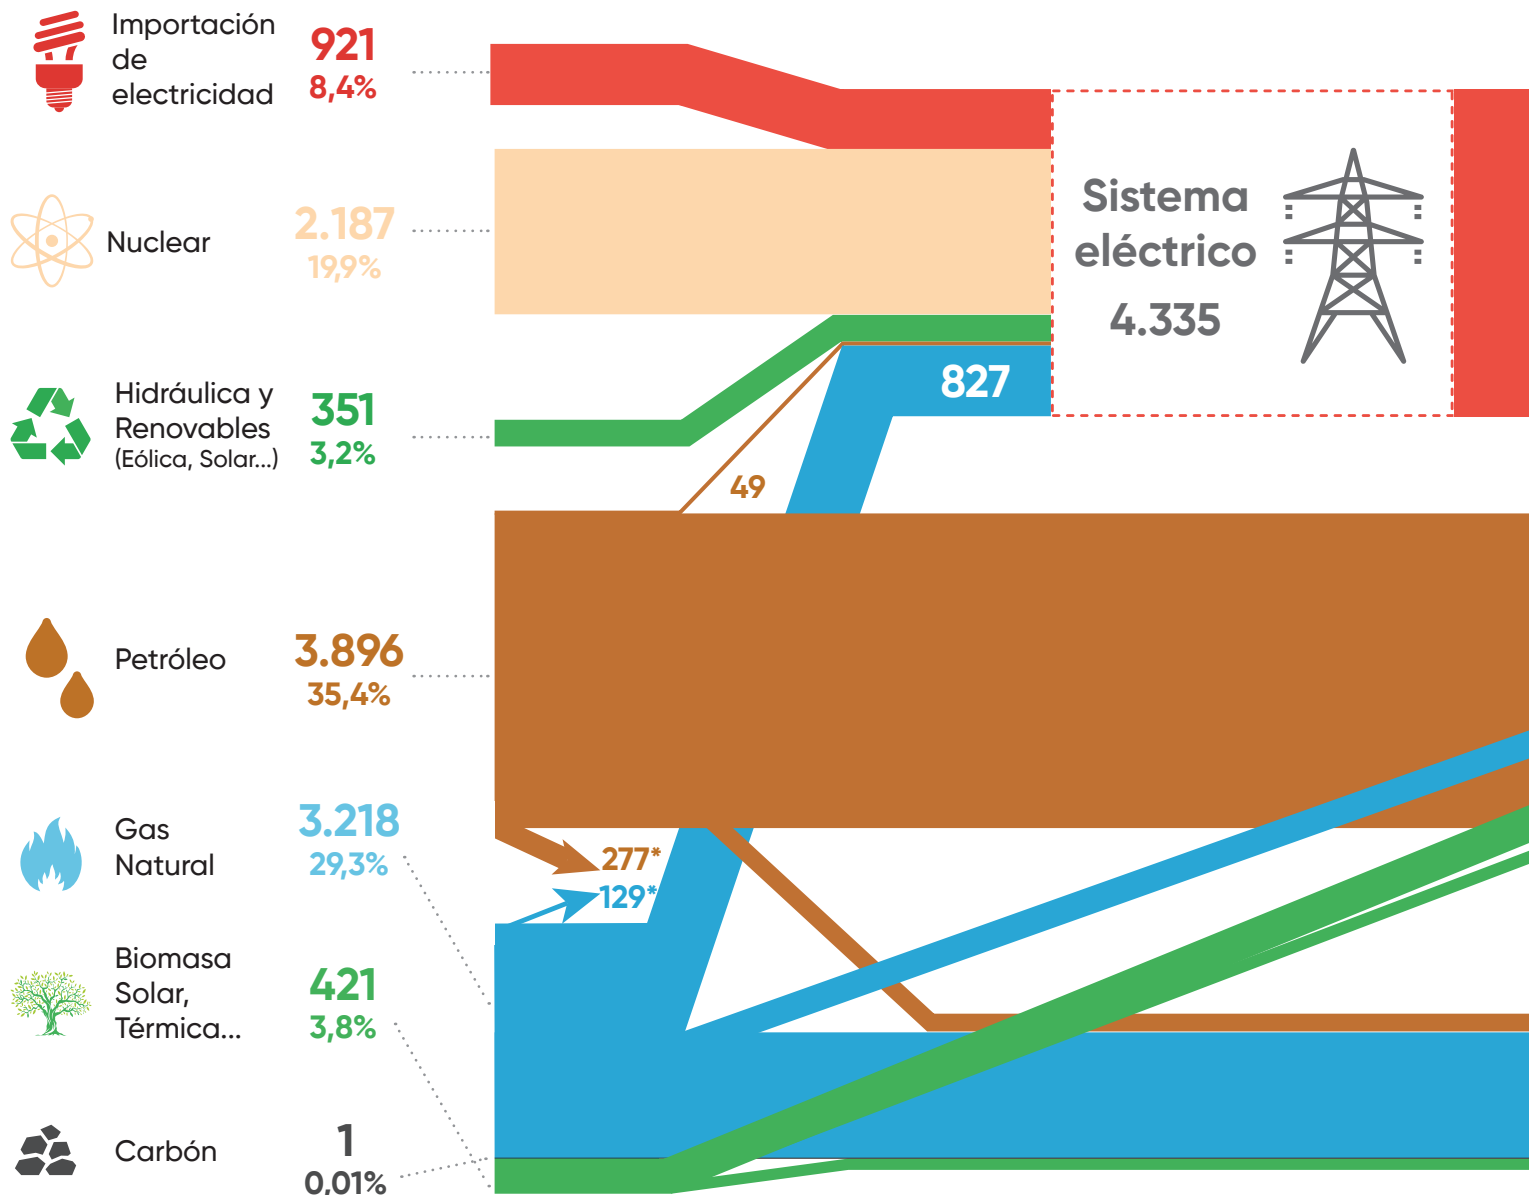 Importación
de
electricidad
921
8,4%
Nuclear
2.187
19,9%
Hidráulica y
Renovables
(Eólica, Solar...)
351
3,2%
Petróleo
3.896
35,4%
Gas
Natural
3.218
29,3%
Biomasa
Solar,
Térmica...
421
3,8%
Carbón
1
0,01%
Sistema
eléctrico
4.335
827
49
277*
129*